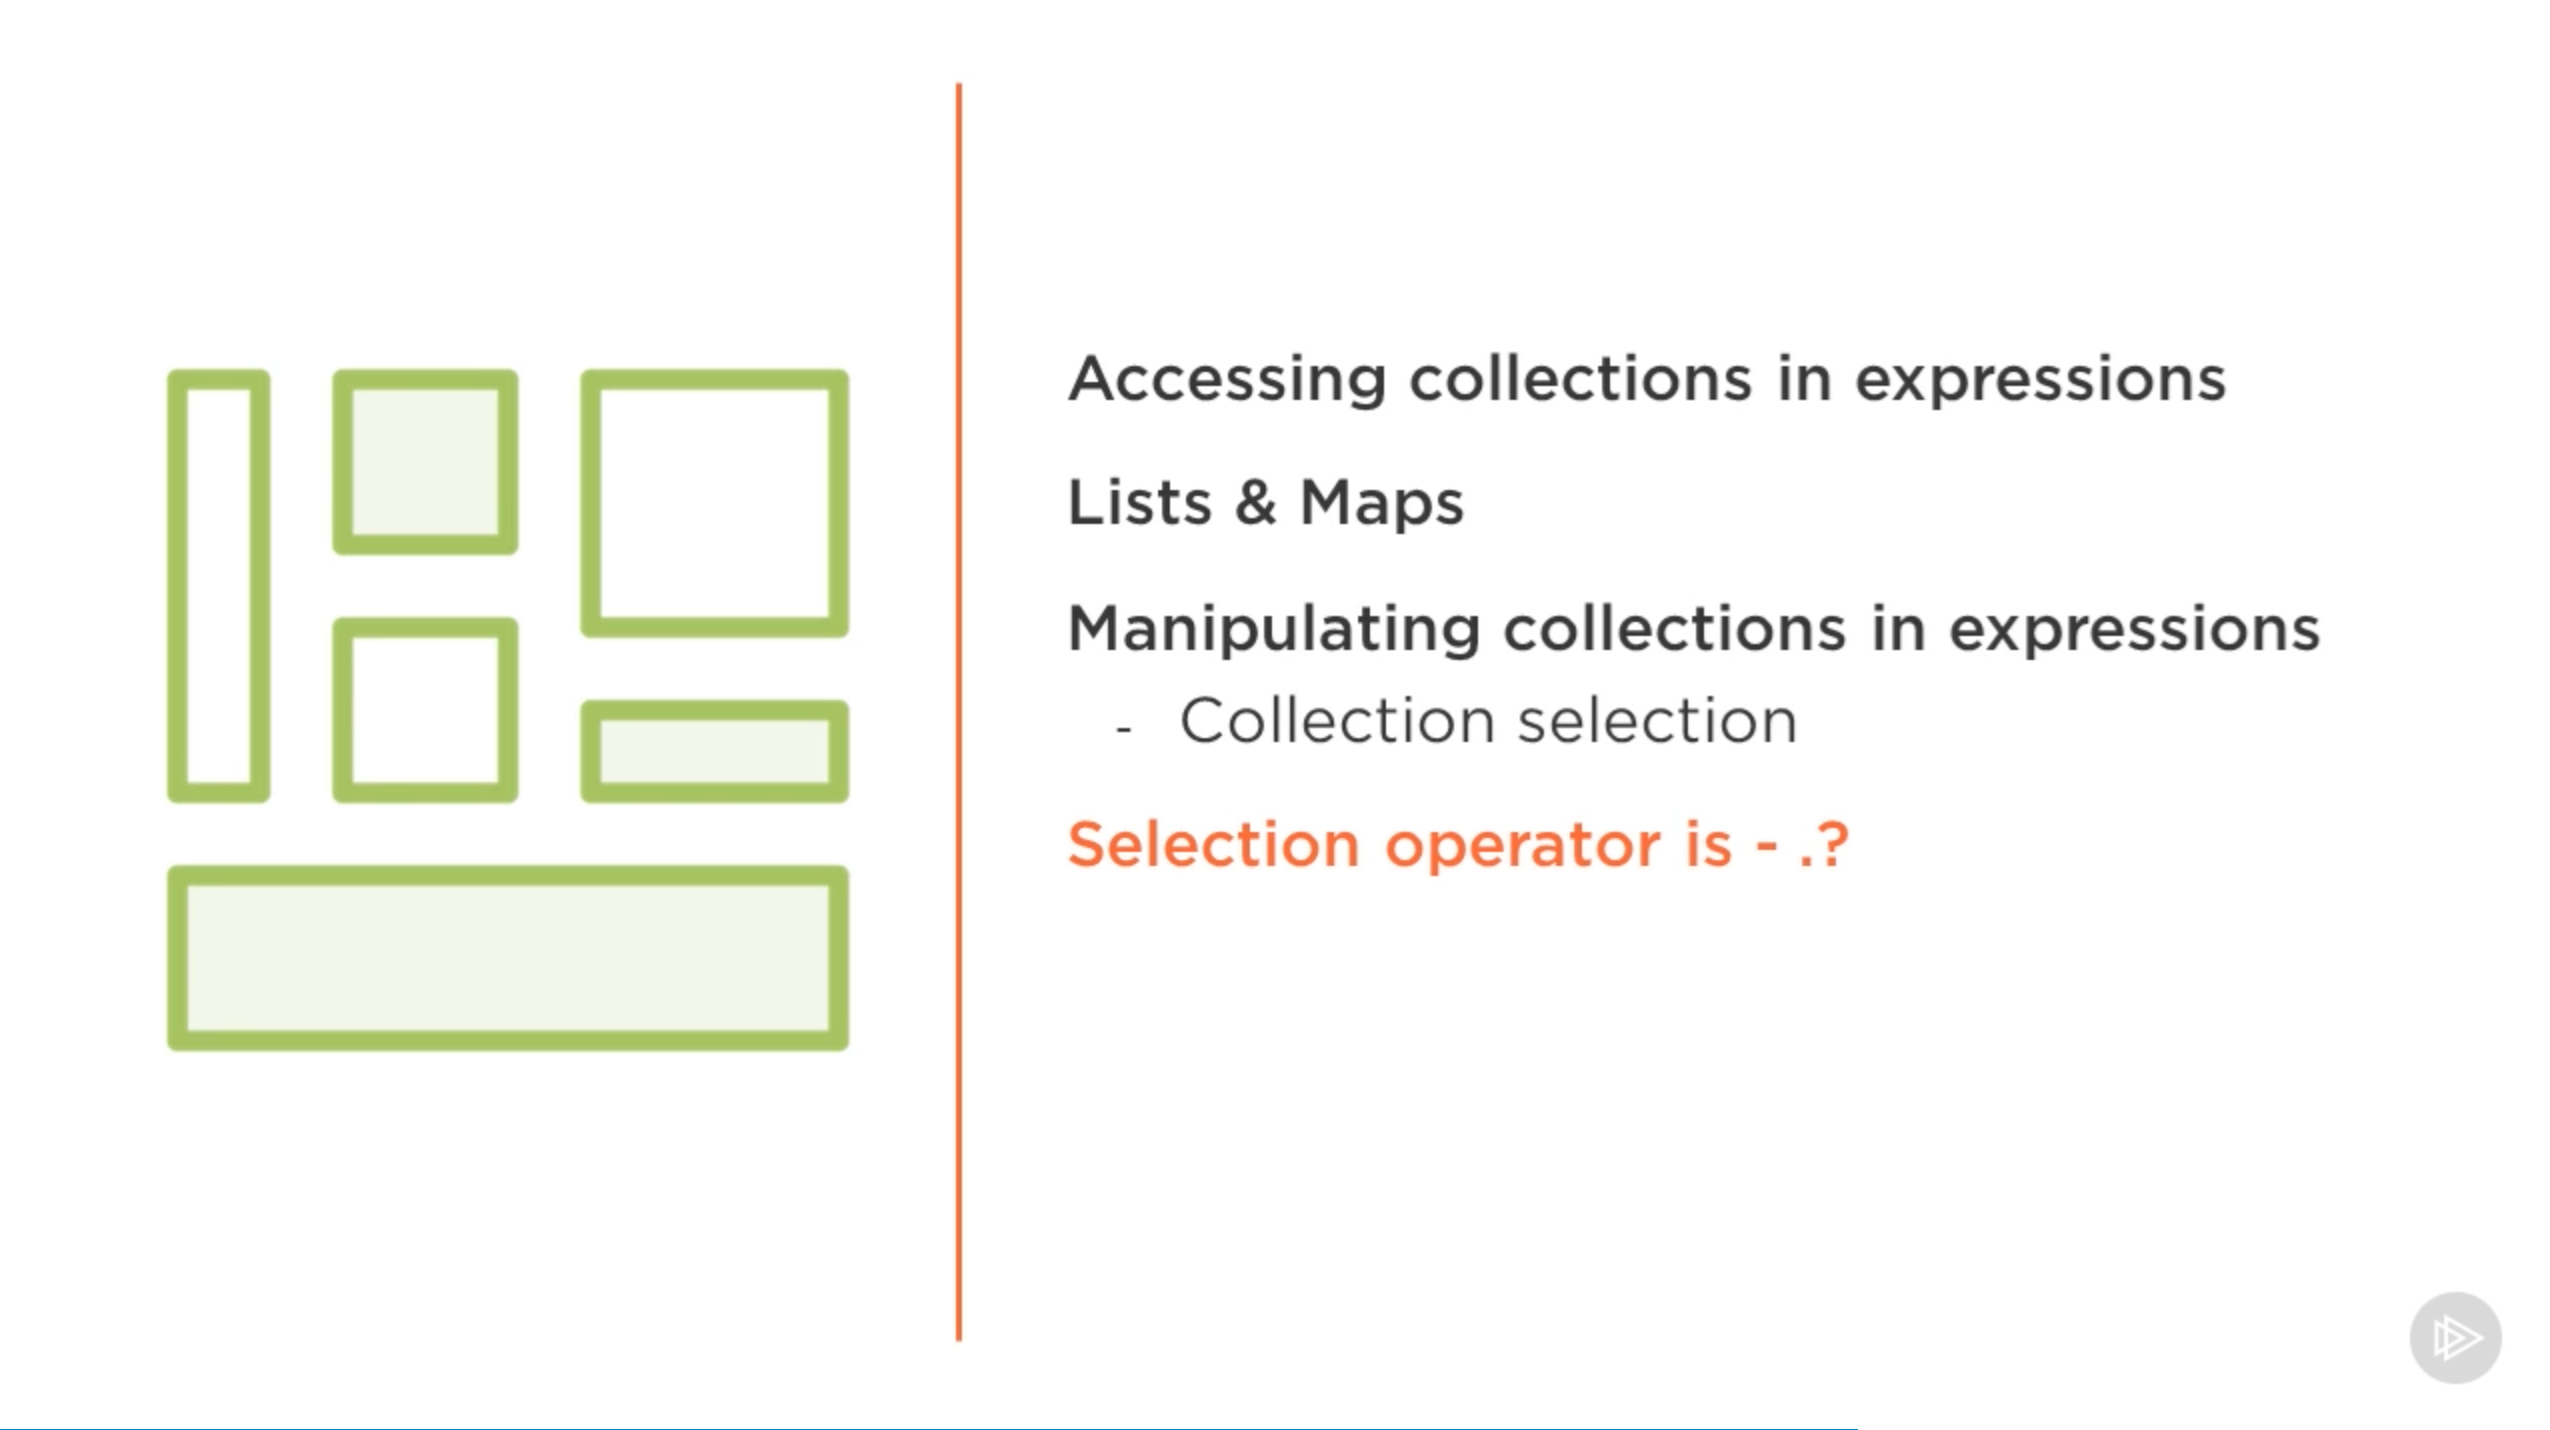 Accessing collections in expressions
Lists & Maps
Manipulating collections in expressions
- Collection selection
Selection operator is - .?